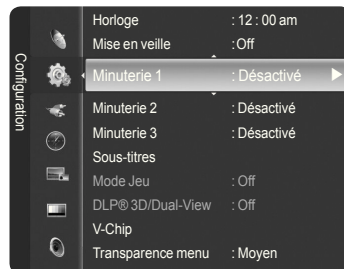 Configuration
Horloge : 12 : 00 am
Mise en veille :Off
Minuterie 1 : Désactivé
Minuterie 2 : Désactivé
Minuterie 3 : Désactivé
Sous-titres
Mode Jeu : Off
DLP® 3D/Dual-View : Off
V-Chip
Transparence menu : Moyen